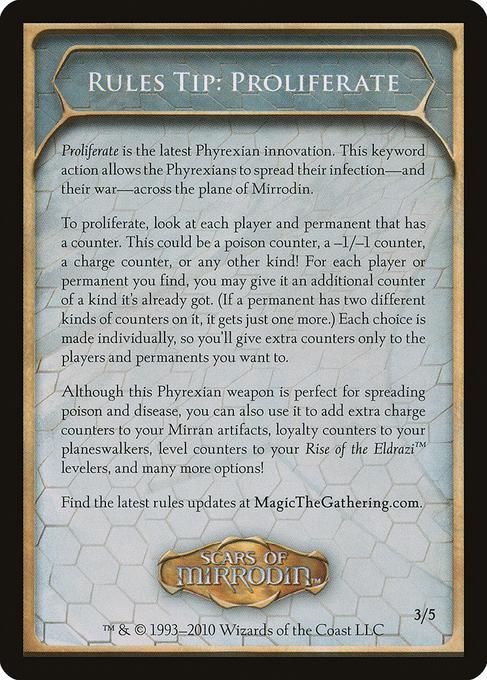 Rules Tip: Proliferate
Proliferate is the latest Phyrexian innovation. This keyword
action allows the Phyrexians to spread their infection—and
their war—across the plane of Mirrodin.
To proliferate, look at each player and permanent that has
a counter. This could be a poison counter, a –1/–1 counter,
a charge counter, or any other kind! For each player or
permanent you find, you may give it an additional counter
of a kind it's already got. (If a permanent has two different
kinds of counters on it, it gets just one more.) Each choice is
made individually, so you'll give extra counters only to the
players and permanents you want to.
Although this Phyrexian weapon is perfect for spreading
poison and disease, you can also use it to add extra charge
counters to your Mirran artifacts, loyalty counters to your
planeswalkers, level counters to your Rise of the Eldrazi™
levelers, and many more options!
Find the latest rules updates at MagicTheGathering.com.
SCARS OF
MIRRODIN™
3/5
™ & © 1993–2010 Wizards of the Coast LLC